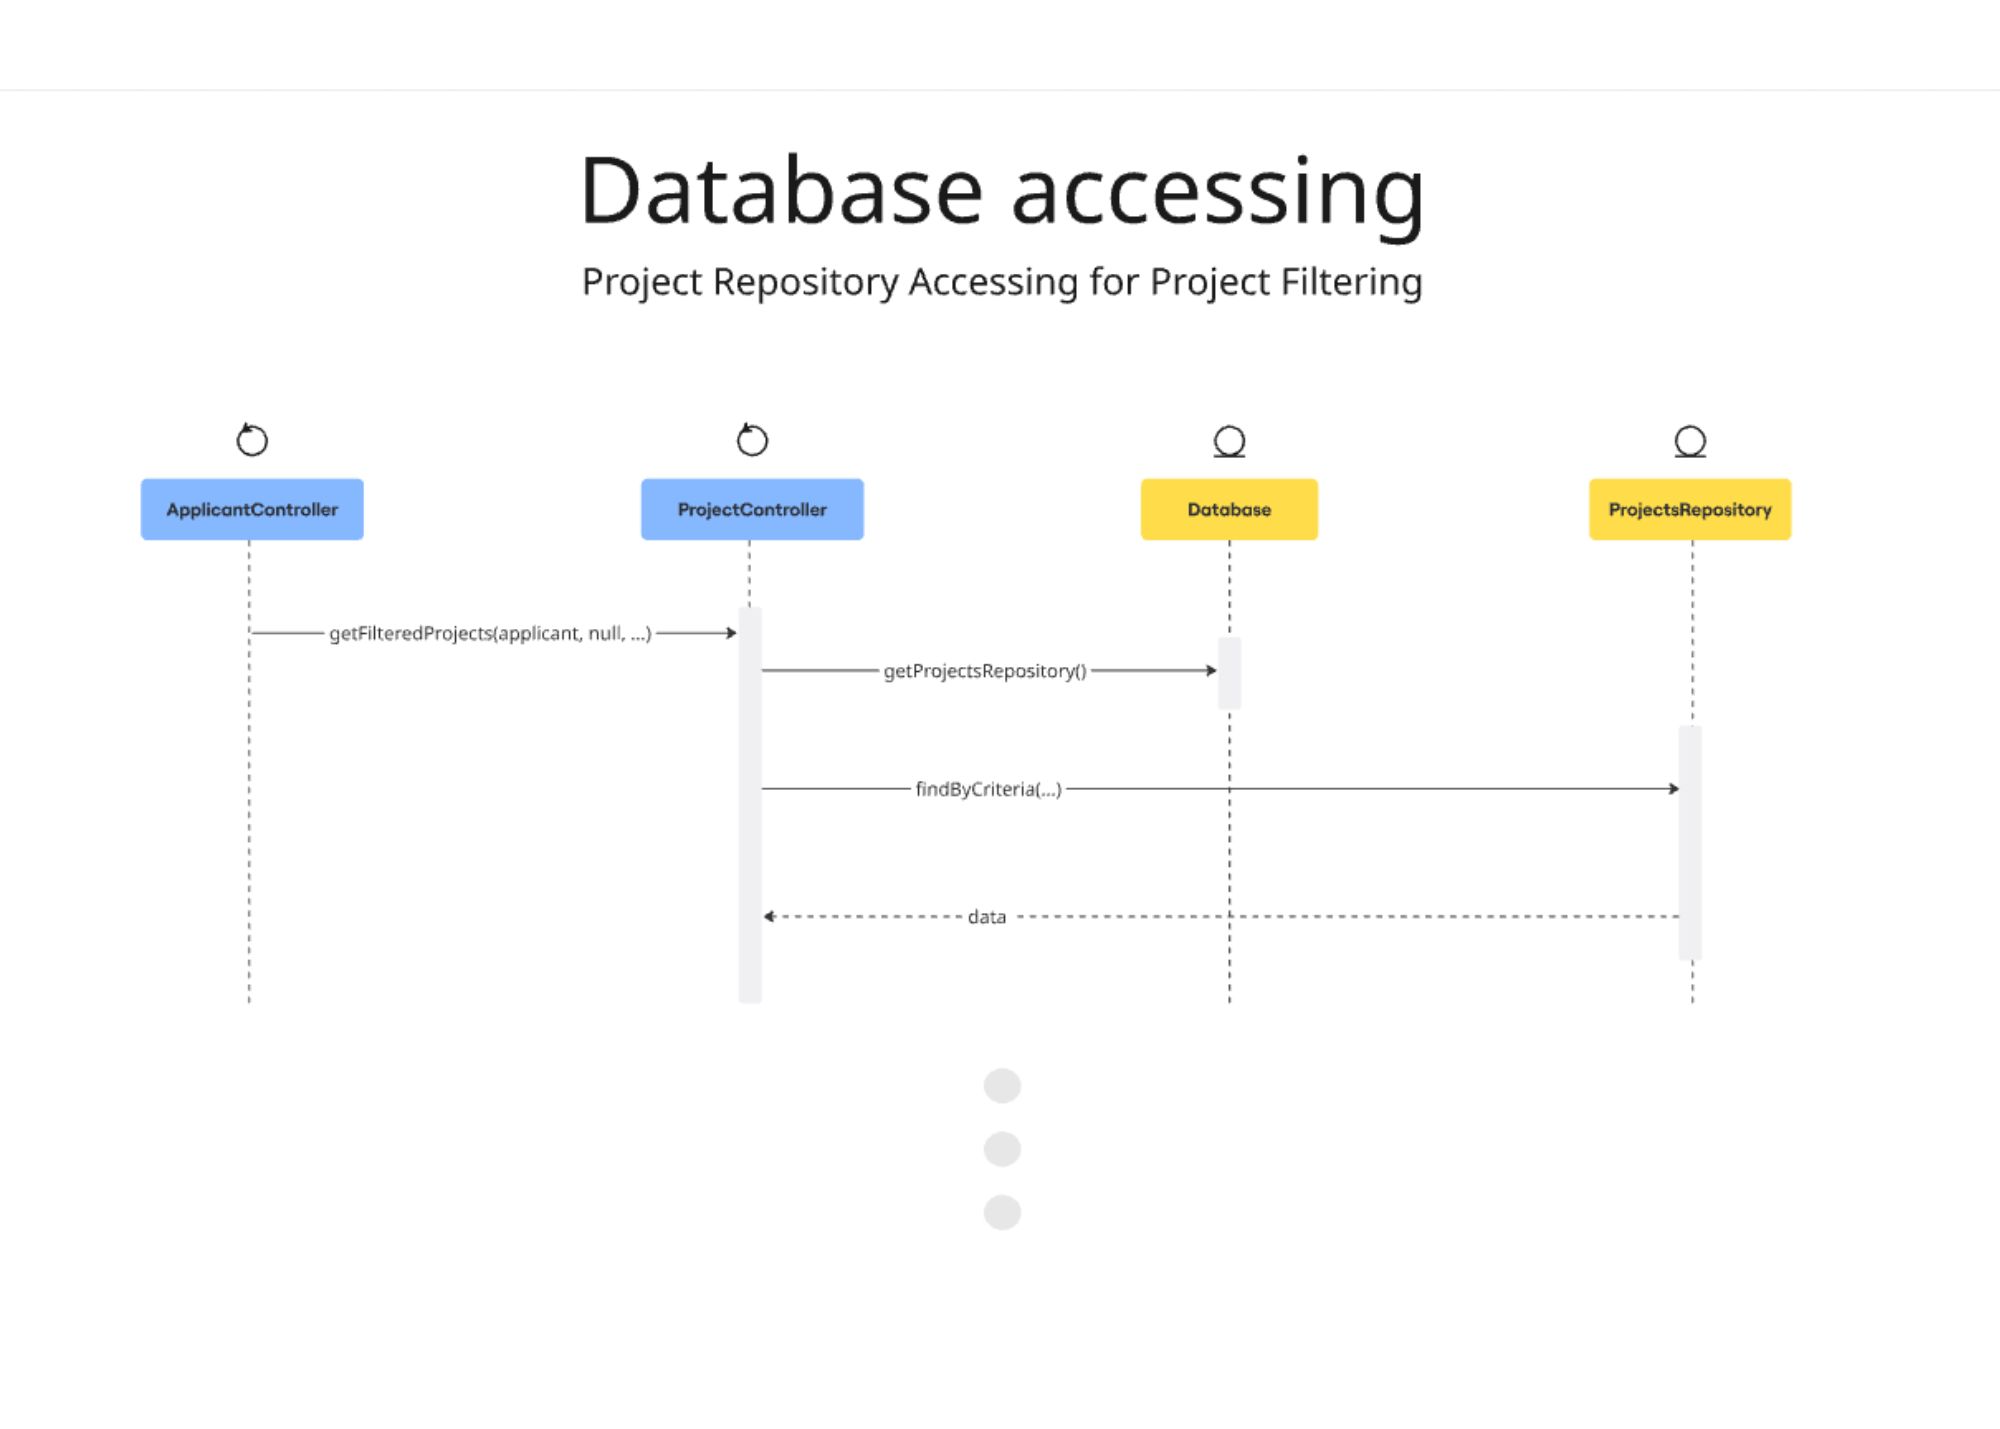 Database accessing
Project Repository Accessing for Project Filtering
ApplicantController
ProjectController
Database
ProjectsRepository
getFilteredProjects(applicant, null, ...)
getProjectsRepository()
findByCriteria(...)
data